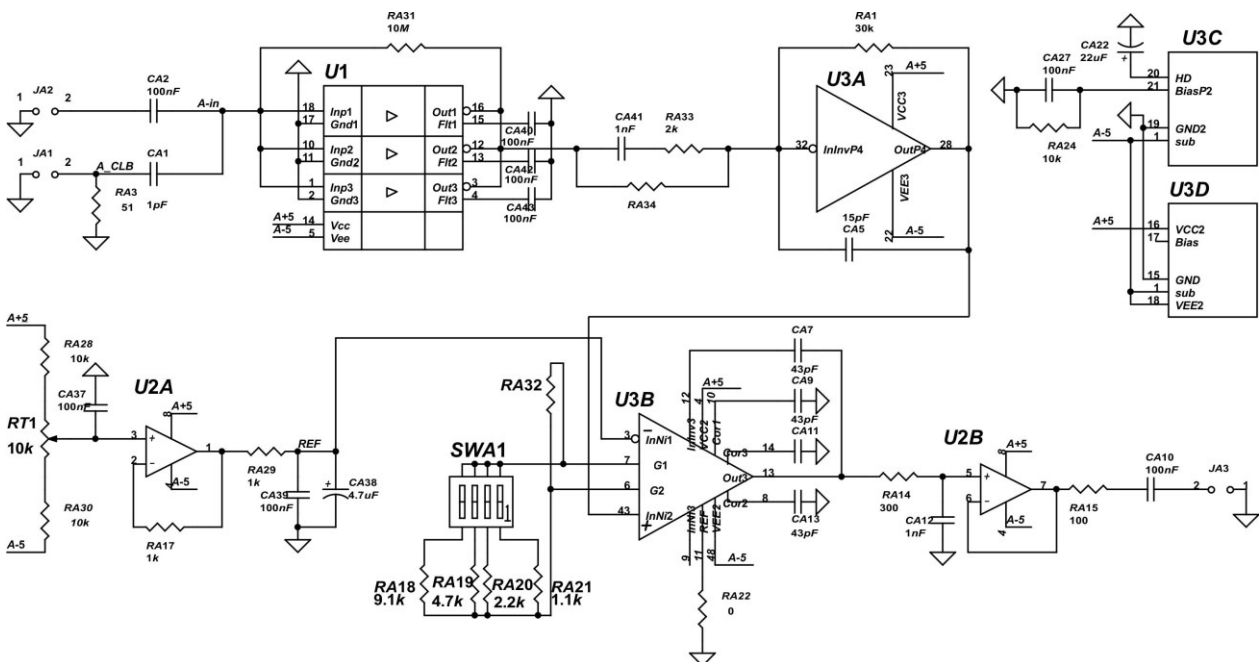 RA31
10M
RA1
30k
CA22
22uF
U3C
CA27
100nF
20 HD
21 BiasP2
19 GND2
1 sub
A-5
RA24
10k
U3D
A+5
16 VCC2
17 Bias
15 GND
1 sub
18 VEE2
U1
CA2
100nF
JA2
1 2
A-in
JA1
1 2
A_CLB
CA1
1pF
RA3
51
18 Inp1
17 Gnd1
10 Inp2
11 Gnd2
1 Inp3
2 Gnd3
A+5 14 Vcc
A-5 5 Vee
Out1 16
Flt1 15
Out2 12
Flt2 13
Out3 3
Flt3 4
CA40
100nF
CA42
100nF
CA43
100nF
CA41
1nF
RA33
2k
RA34
U3A
A+5
23
VCC3
32 InInvP4
OutP4 28
VEE3
22
A-5
15pF
CA5
A+5
RA28
10k
CA37
100nF
RT1
10k
RA30
10k
A-5
U2A
A+5
8
3 +
2 -
1
4
A-5
RA17
1k
RA29
1k
REF
CA39
100nF
CA38
4.7uF
SWA1
1
RA18
9.1k
RA19
4.7k
RA20
2.2k
RA21
1.1k
RA32
U3B
12 InInv3
A+5
4 VCC2
10 Cor1
3 InNi1
7 G1
6 G2
43 InNi2
−
+
Cor3 14
Out3 13
Cor2 8
9 InNi3
11 REF
48 VEE2
A-5
RA22
0
CA7
43pF
CA9
43pF
CA11
CA13
43pF
RA14
300
CA12
1nF
U2B
A+5
8
5 +
6 -
7
4
A-5
RA15
100
CA10
100nF
JA3
2 1